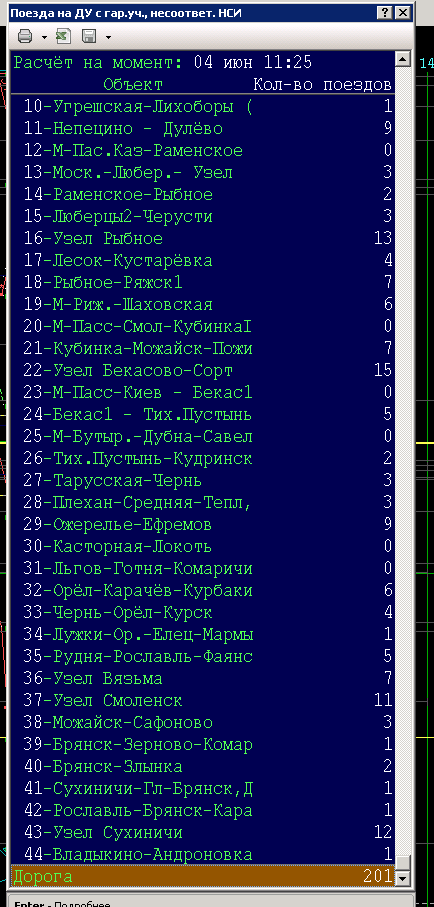 Поезда на ДУ с гар.уч., несоответ. НСИ
Расчёт на момент: 04 июн 11:25
Объект Кол-во поездов
10-Угрешская-Лихоборы ( 1
11-Непецино - Дулёво 9
12-М-Пас.Каз-Раменское 0
13-Моск.-Любер.- Узел 3
14-Раменское-Рыбное 2
15-Люберцы2-Черусти 3
16-Узел Рыбное 13
17-Лесок-Кустарёвка 4
18-Рыбное-Ряжск1 7
19-М-Риж.-Шаховская 6
20-М-Пасс-Смол-КубинкаI 0
21-Кубинка-Можайск-Пожи 7
22-Узел Бекасово-Сорт 15
23-М-Пасс-Киев - Бекас1 0
24-Бекас1 - Тих.Пустынь 5
25-М-Бутыр.-Дубна-Савел 0
26-Тих.Пустынь-Кудринск 2
27-Тарусская-Чернь 3
28-Плехан-Средняя-Тепл, 3
29-Ожерелье-Ефремов 9
30-Касторная-Локоть 0
31-Льгов-Готня-Комаричи 0
32-Орёл-Карачёв-Курбаки 6
33-Чернь-Орёл-Курск 4
34-Лужки-Ор.-Елец-Мармы 1
35-Рудня-Рославль-Фаянс 5
36-Узел Вязьма 7
37-Узел Смоленск 11
38-Можайск-Сафоново 3
39-Брянск-Зерново-Комар 1
40-Брянск-Злынка 2
41-Сухиничи-Гл-Брянск,Д 1
42-Рославль-Брянск-Кара 1
43-Узел Сухиничи 12
44-Владыкино-Андроновка 1
Дорога 201
Enter - Подробнее
14